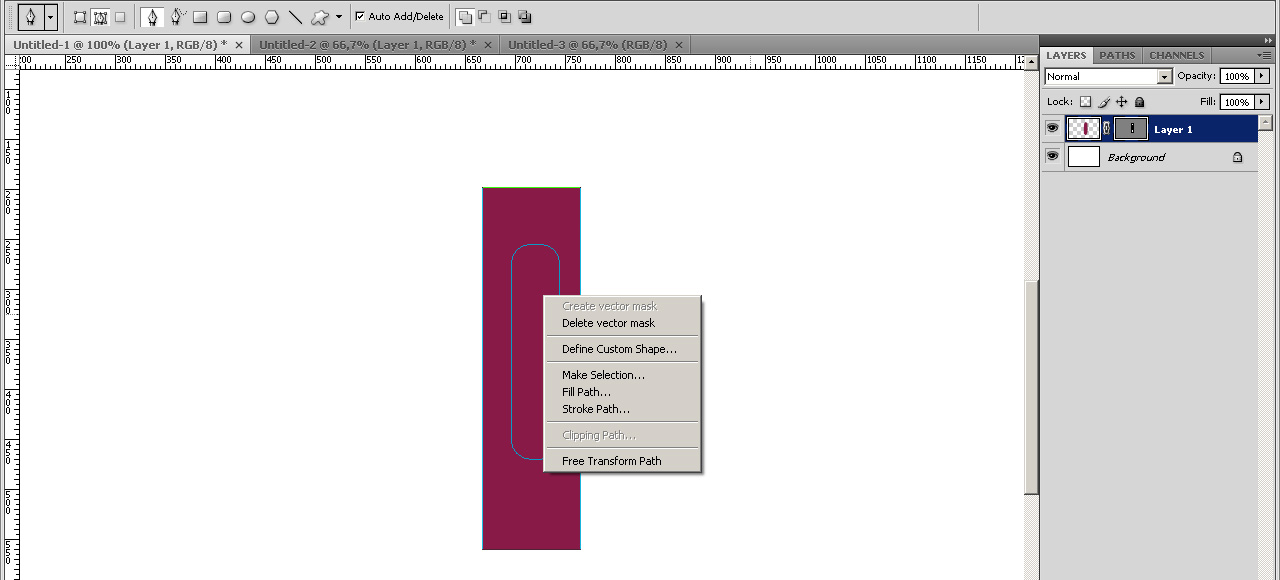 Auto Add/Delete
Untitled-1 @ 100% (Layer 1, RGB/8) * × Untitled-2 @ 66,7% (Layer 1, RGB/8) * × Untitled-3 @ 66,7% (RGB/8) ×
200 250 300 350 400 450 500 550 600 650 700 750 800 850 900 950 1000 1050 1100 1150
100
150
200
250
300
350
400
450
500
550
Create vector mask
Delete vector mask
Define Custom Shape...
Make Selection...
Fill Path...
Stroke Path...
Clipping Path...
Free Transform Path
LAYERS PATHS CHANNELS
Normal Opacity: 100%
Lock: Fill: 100%
Layer 1
Background